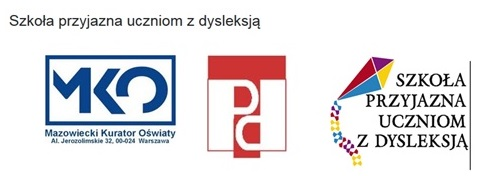 Szkoła przyjazna uczniom z dysleksją
MKO
Mazowiecki Kurator Oświaty
Al. Jerozolimskie 32, 00-024 Warszawa
SZKOŁA
PRZYJAZNA
UCZNIOM
Z DYSLEKSJĄ